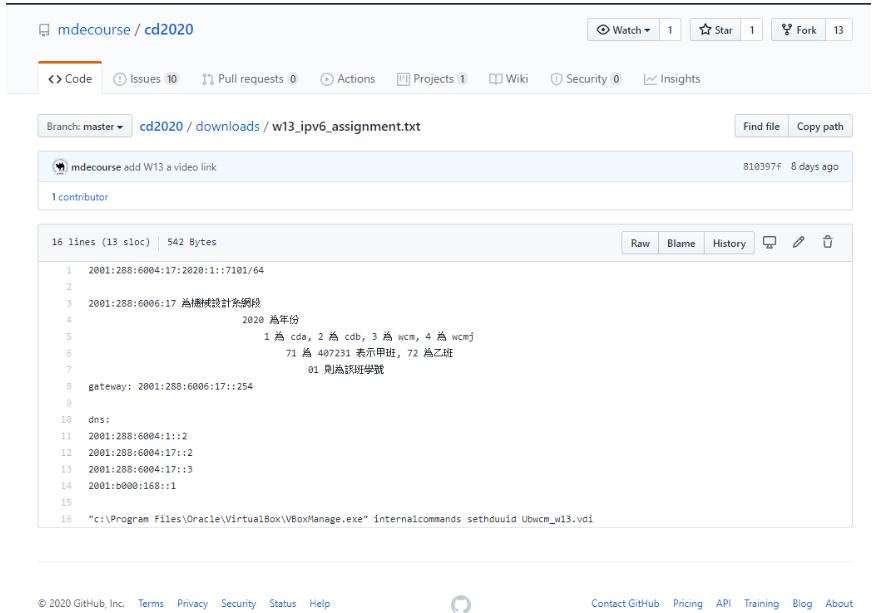 mdecourse / cd2020
Watch 1 Star 1 Fork 13
Code Issues 10 Pull requests 0 Actions Projects 1 Wiki Security 0 Insights
Branch: master cd2020 / downloads / w13_ipv6_assignment.txt Find file Copy path
mdecourse add W13 a video link 810397f 8 days ago
1 contributor
16 lines (13 sloc) 542 Bytes Raw Blame History
1 2001:288:6004:17:2020:1::7101/64
2
3 2001:288:6006:17 為機械設計系網段
4 2020 為年份
5 1 為 cda, 2 為 cdb, 3 為 wcm, 4 為 wcmj
6 71 為 407231 表示甲班, 72 為乙班
7 01 則為該班學號
8 gateway: 2001:288:6006:17::254
9
10 dns:
11 2001:288:6004:1::2
12 2001:288:6004:17::2
13 2001:288:6004:17::3
14 2001:b000:168::1
15
16 "c:\Program Files\Oracle\VirtualBox\VBoxManage.exe" internalcommands sethduuid Ubwcm_w13.vdi
© 2020 GitHub, Inc. Terms Privacy Security Status Help Contact GitHub Pricing API Training Blog About